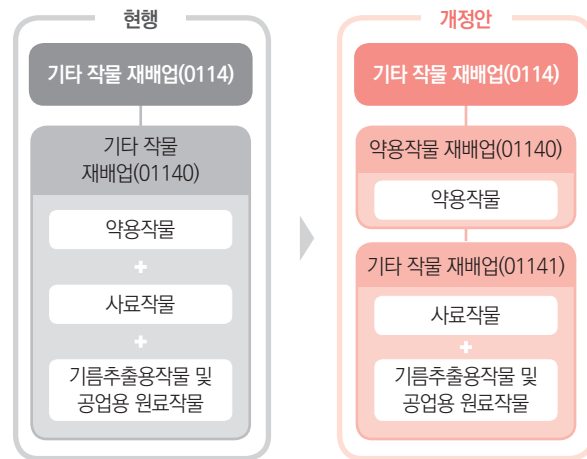 현행
기타 작물 재배업(0114)
기타 작물
재배업(01140)
약용작물
+
사료작물
+
기름추출용작물 및
공업용 원료작물
개정안
기타 작물 재배업(0114)
약용작물 재배업(01140)
약용작물
기타 작물 재배업(01141)
사료작물
+
기름추출용작물 및
공업용 원료작물